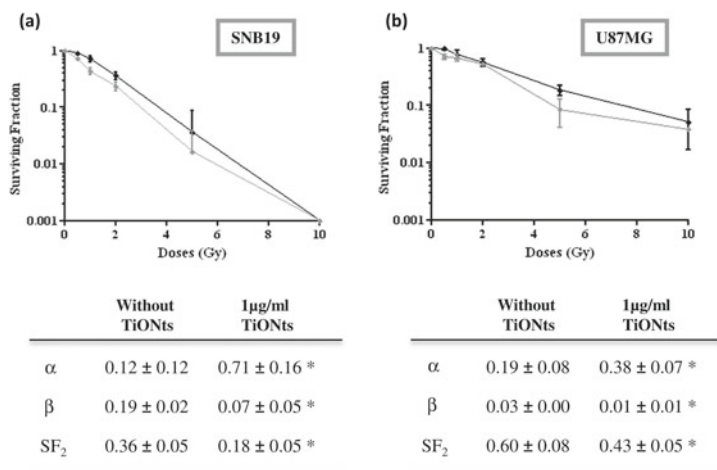 (a)
SNB19
1
0.1
0.01
0.001
Surviving Fraction
0 2 4 6 8 10
Doses (Gy)
Without TiONts
1µg/ml TiONts
α 0.12 ± 0.12 0.71 ± 0.16 *
β 0.19 ± 0.02 0.07 ± 0.05 *
SF₂ 0.36 ± 0.05 0.18 ± 0.05 *
(b)
U87MG
1
0.1
0.01
0.001
Surviving Fraction
0 2 4 6 8 10
Doses (Gy)
Without TiONts
1µg/ml TiONts
α 0.19 ± 0.08 0.38 ± 0.07 *
β 0.03 ± 0.00 0.01 ± 0.01 *
SF₂ 0.60 ± 0.08 0.43 ± 0.05 *